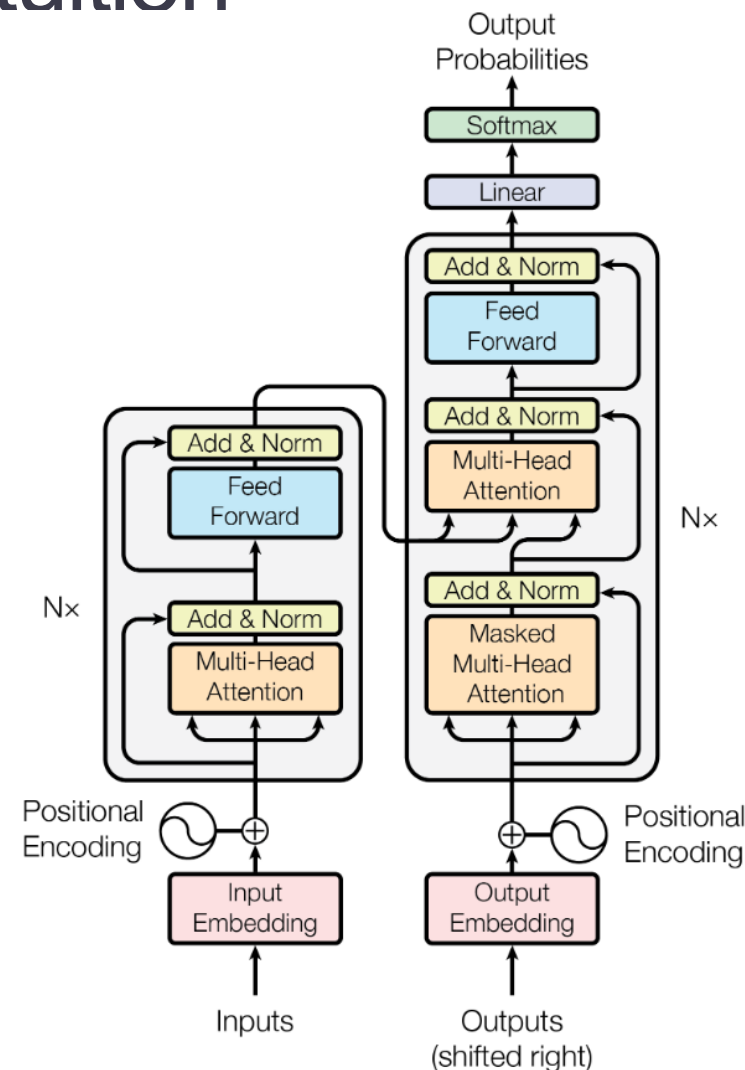 Output
Probabilities
Softmax
Linear
Add & Norm
Feed
Forward
Add & Norm
Multi-Head
Attention
Nx
Add & Norm
Masked
Multi-Head
Attention
Positional
Encoding
Output
Embedding
Outputs
(shifted right)
Add & Norm
Feed
Forward
Nx
Add & Norm
Multi-Head
Attention
Positional
Encoding
Input
Embedding
Inputs